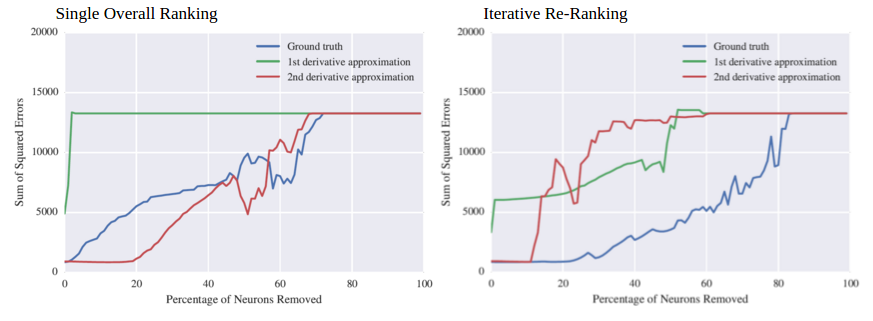 Single Overall Ranking
20000
15000
10000
5000
0
Sum of Squared Errors
Ground truth
1st derivative approximation
2nd derivative approximation
0 20 40 60 80 100
Percentage of Neurons Removed
Iterative Re-Ranking
20000
15000
10000
5000
0
Sum of Squared Errors
Ground truth
1st derivative approximation
2nd derivative approximation
0 20 40 60 80 100
Percentage of Neurons Removed